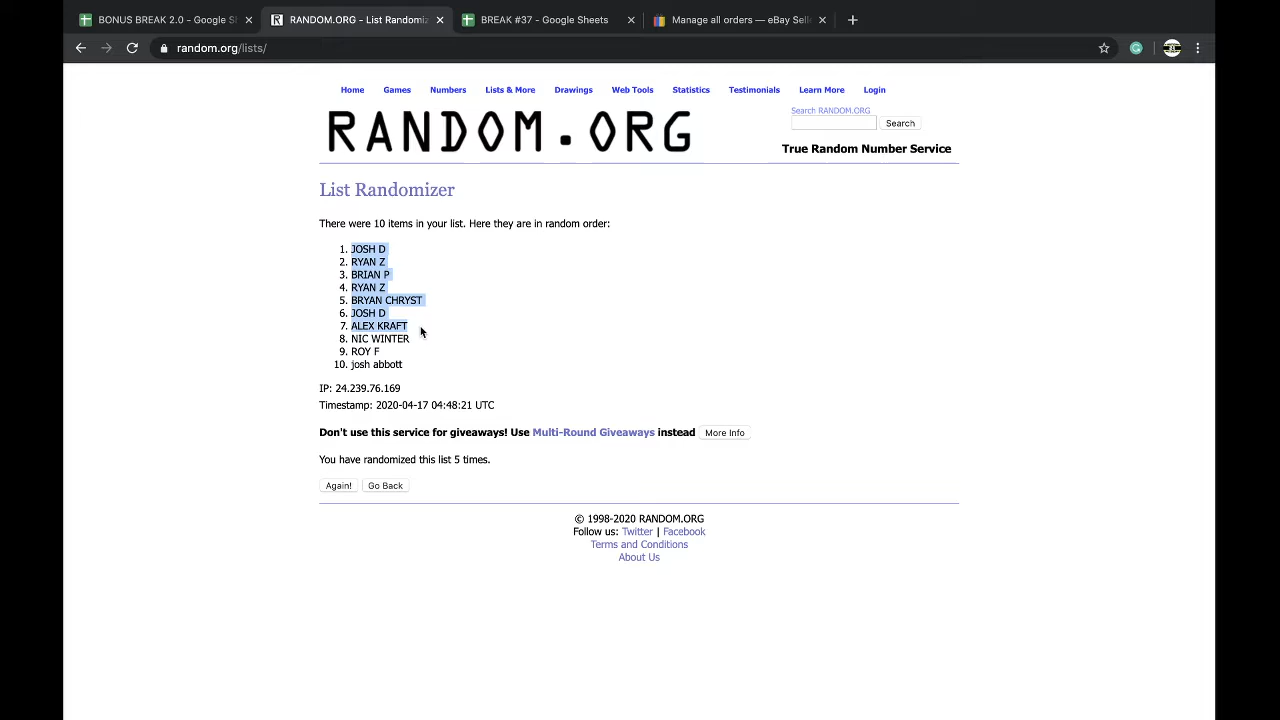 BONUS BREAK 2.0 - Google S
RANDOM.ORG - List Randomiz
BREAK #37 - Google Sheets
Manage all orders — eBay Sell
random.org/lists/
Home Games Numbers Lists & More Drawings Web Tools Statistics Testimonials Learn More Login
Search RANDOM.ORG
RANDOM.ORG
Search
True Random Number Service
List Randomizer
There were 10 items in your list. Here they are in random order:
1. JOSH D
2. RYAN Z
3. BRIAN P
4. RYAN Z
5. BRYAN CHRYST
6. JOSH D
7. ALEX KRAFT
8. NIC WINTER
9. ROY F
10. josh abbott
IP: 24.239.76.169
Timestamp: 2020-04-17 04:48:21 UTC
Don't use this service for giveaways! Use Multi-Round Giveaways instead More Info
You have randomized this list 5 times.
Again! Go Back
© 1998-2020 RANDOM.ORG
Follow us: Twitter | Facebook
Terms and Conditions
About Us